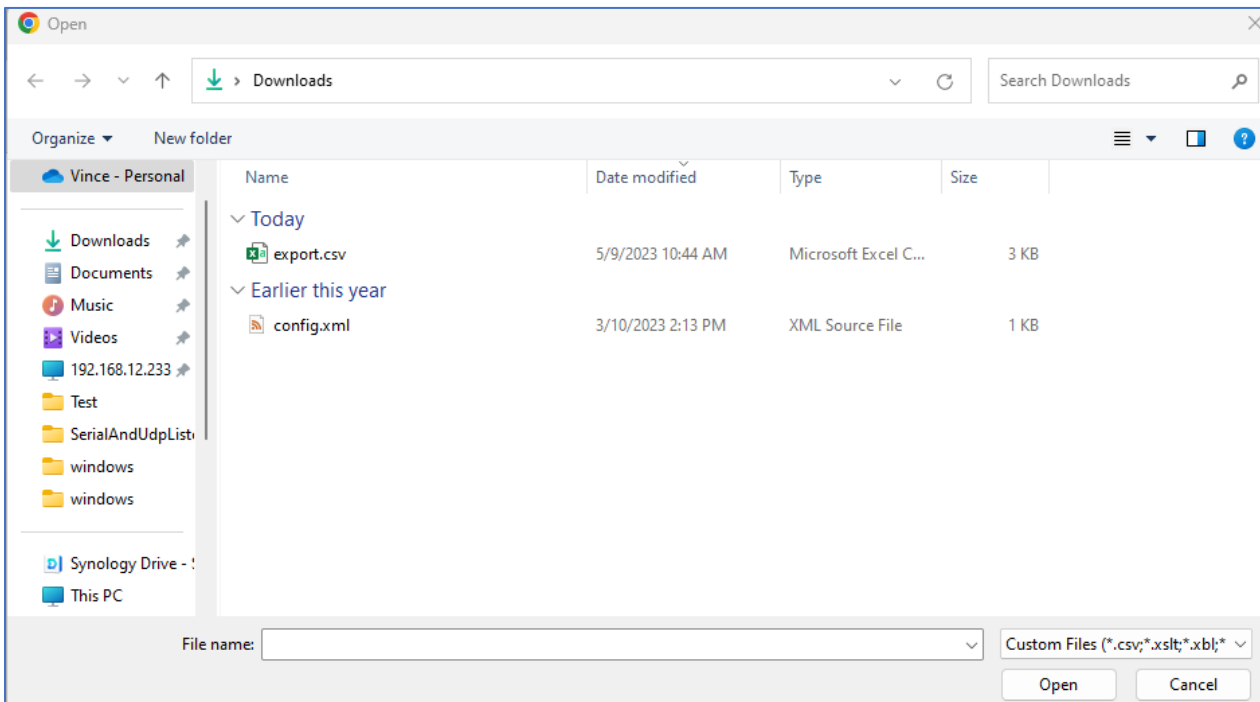 Open
Downloads
Search Downloads
Organize
New folder
Vince - Personal
Downloads
Documents
Music
Videos
192.168.12.233
Test
SerialAndUdpList
windows
windows
Synology Drive -
This PC
Name Date modified Type Size
Today
export.csv 5/9/2023 10:44 AM Microsoft Excel C... 3 KB
Earlier this year
config.xml 3/10/2023 2:13 PM XML Source File 1 KB
File name:
Custom Files (*.csv;*.xslt;*.xbl;*
Open Cancel